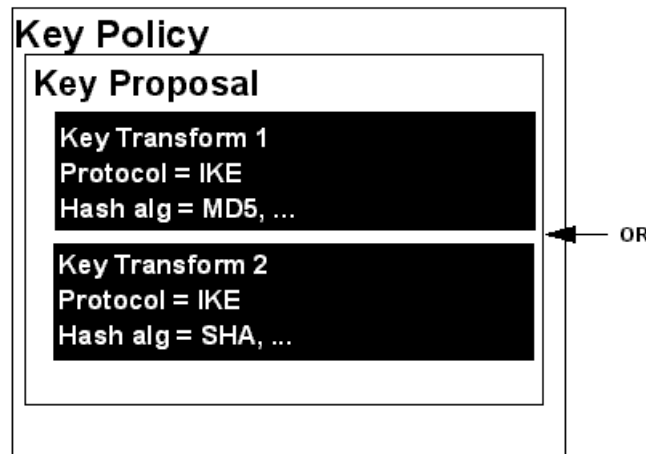 Key Policy
Key Proposal
Key Transform 1
Protocol = IKE
Hash alg = MD5, ...
OR
Key Transform 2
Protocol = IKE
Hash alg = SHA, ...